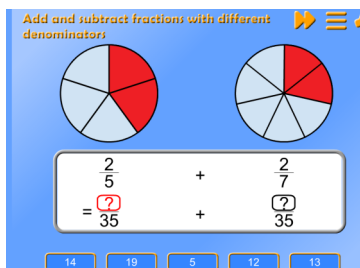 Add and subtract fractions with different
denominators
2/5 + 2/7
= ?/35 + ?/35
14 19 5 12 13